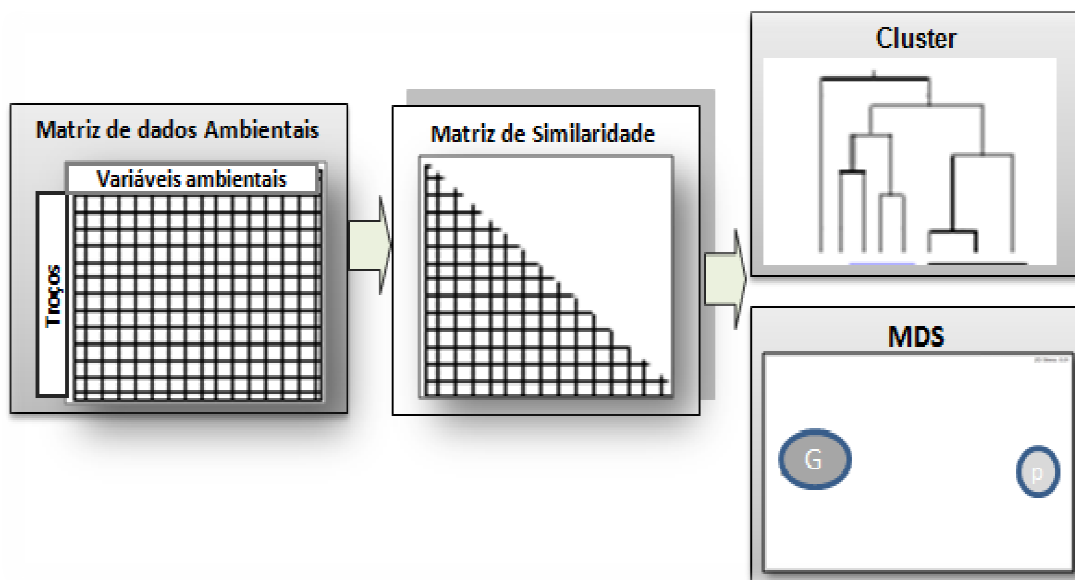 Matriz de dados Ambientais
Variáveis ambientais
Troços
Matriz de Similaridade
Cluster
MDS
G
p